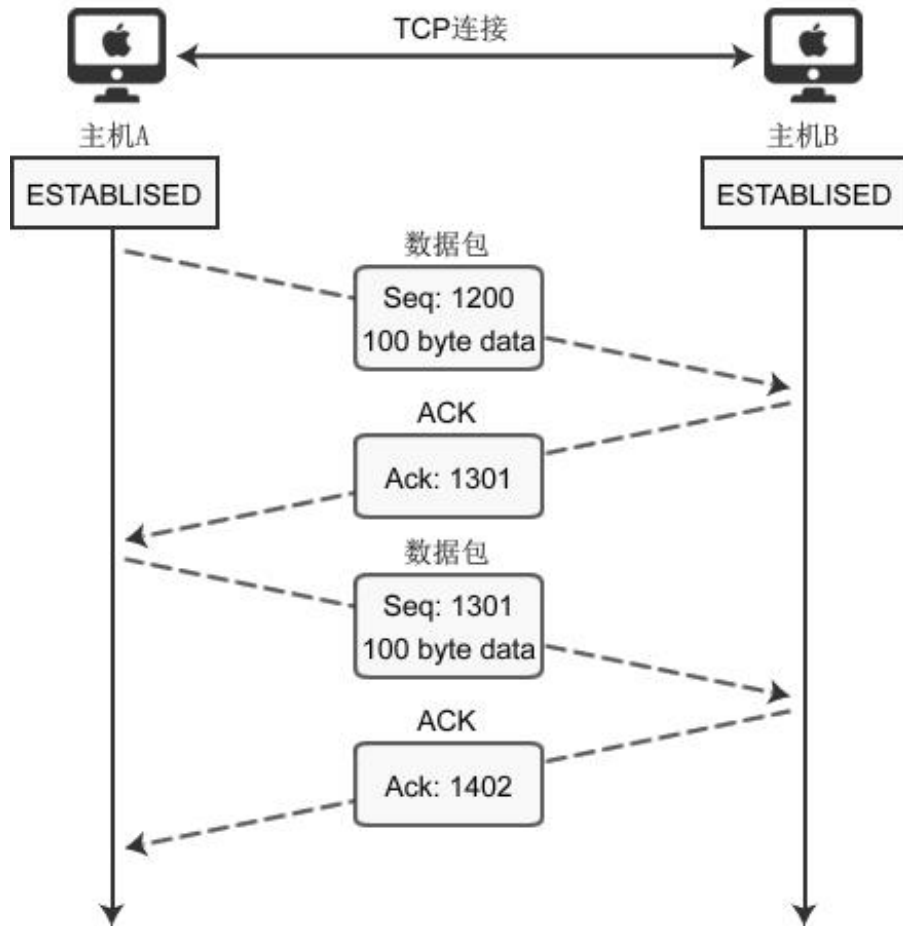 TCP连接
主机A
主机B
ESTABLISED
ESTABLISED
数据包
Seq: 1200
100 byte data
ACK
Ack: 1301
数据包
Seq: 1301
100 byte data
ACK
Ack: 1402